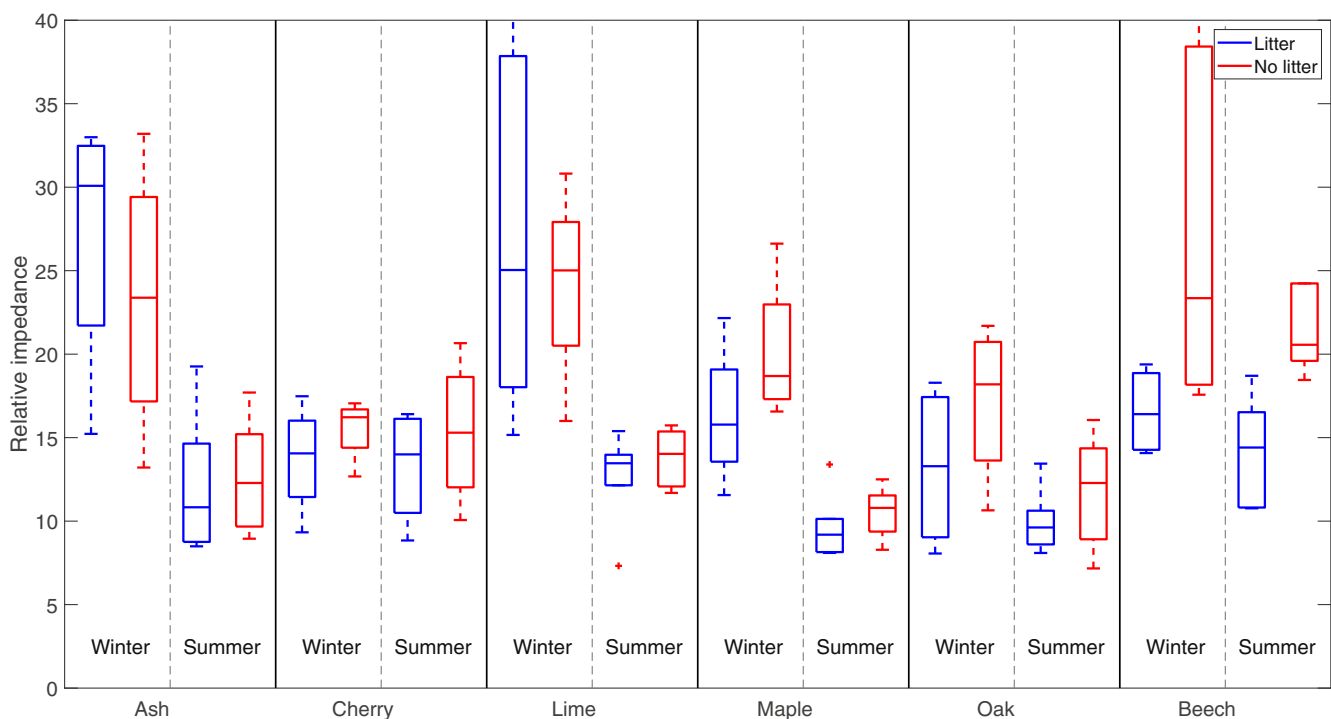 40
35
30
25
20
15
10
5
0
Relative impedance
Litter
No litter
Winter Summer Winter Summer Winter Summer Winter Summer Winter Summer Winter Summer
Ash Cherry Lime Maple Oak Beech